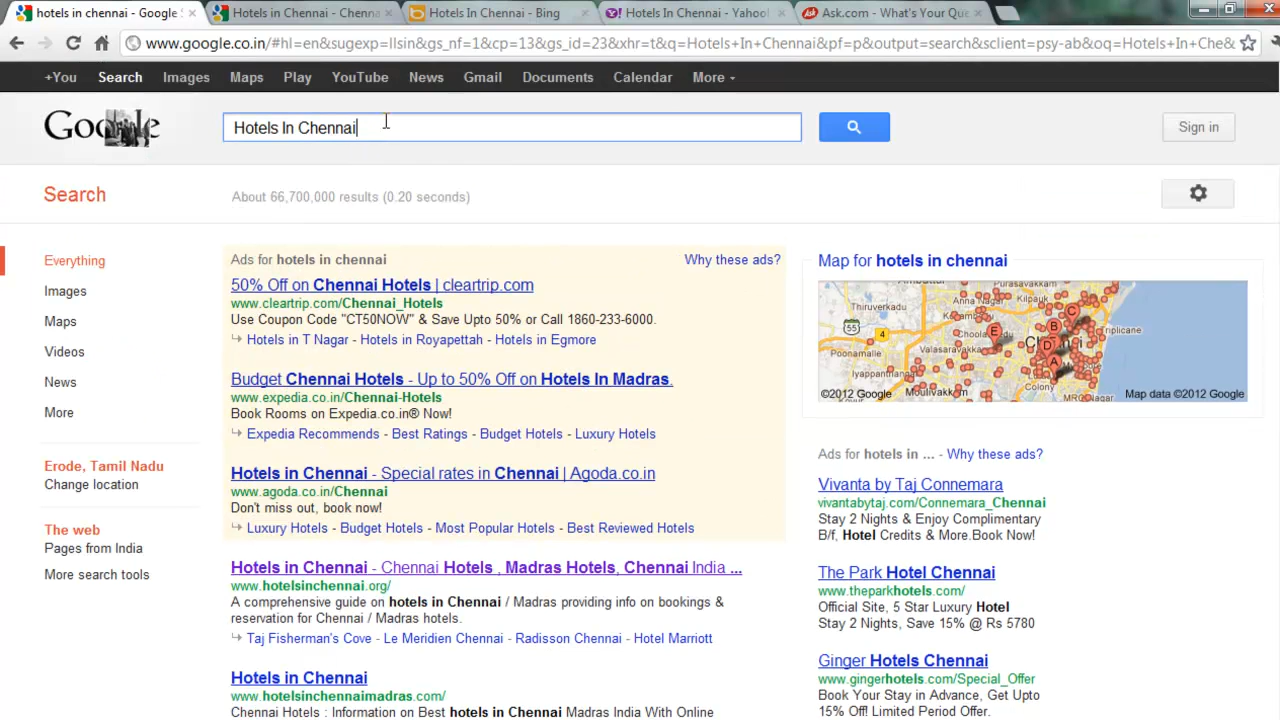 hotels in chennai - Google
Hotels in Chennai - Chenna
Hotels In Chennai - Bing
Hotels In Chennai - Yahoo!
Ask.com - What's Your Que
www.google.co.in/#hl=en&sugexp=llsin&gs_nf=1&cp=13&gs_id=23&xhr=t&q=Hotels+In+Chennai&pf=p&output=search&sclient=psy-ab&oq=Hotels+In+Che&
+You Search Images Maps Play YouTube News Gmail Documents Calendar More
Google
Hotels In Chennai
Sign in
Search
About 66,700,000 results (0.20 seconds)
Everything
Images
Maps
Videos
News
More
Erode, Tamil Nadu
Change location
The web
Pages from India
More search tools
Ads for hotels in chennai
Why these ads?
50% Off on Chennai Hotels | cleartrip.com
www.cleartrip.com/Chennai_Hotels
Use Coupon Code "CT50NOW" & Save Upto 50% or Call 1860-233-6000.
Hotels in T Nagar - Hotels in Royapettah - Hotels in Egmore
Budget Chennai Hotels - Up to 50% Off on Hotels In Madras.
www.expedia.co.in/Chennai-Hotels
Book Rooms on Expedia.co.in® Now!
Expedia Recommends - Best Ratings - Budget Hotels - Luxury Hotels
Hotels in Chennai - Special rates in Chennai | Agoda.co.in
www.agoda.co.in/Chennai
Don't miss out, book now!
Luxury Hotels - Budget Hotels - Most Popular Hotels - Best Reviewed Hotels
Hotels in Chennai - Chennai Hotels , Madras Hotels, Chennai India ...
www.hotelsinchennai.org/
A comprehensive guide on hotels in Chennai / Madras providing info on bookings &
reservation for Chennai / Madras hotels.
Taj Fisherman's Cove - Le Meridien Chennai - Radisson Chennai - Hotel Marriott
Hotels in Chennai
www.hotelsinchennaimadras.com/
Chennai Hotels : Information on Best hotels in Chennai Madras India With Online
Map for hotels in chennai
Thiruverkadu
Anna Nagar
Kilpauk
C
55
4
Choola
E
B
Triplicane
Poonamallee
Valasaravakkam
D
Iyappanthangal
A
Colony
Moulivakkam
MRC Nagar
©2012 Google
Map data ©2012 Google
Ads for hotels in ... - Why these ads?
Vivanta by Taj Connemara
vivantabytaj.com/Connemara_Chennai
Stay 2 Nights & Enjoy Complimentary
B/f, Hotel Credits & More.Book Now!
The Park Hotel Chennai
www.theparkhotels.com/
Official Site, 5 Star Luxury Hotel
Stay 2 Nights, Save 15% @ Rs 5780
Ginger Hotels Chennai
www.gingerhotels.com/Special_Offer
Book Your Stay in Advance, Get Upto
15% Off! Limited Period Offer.